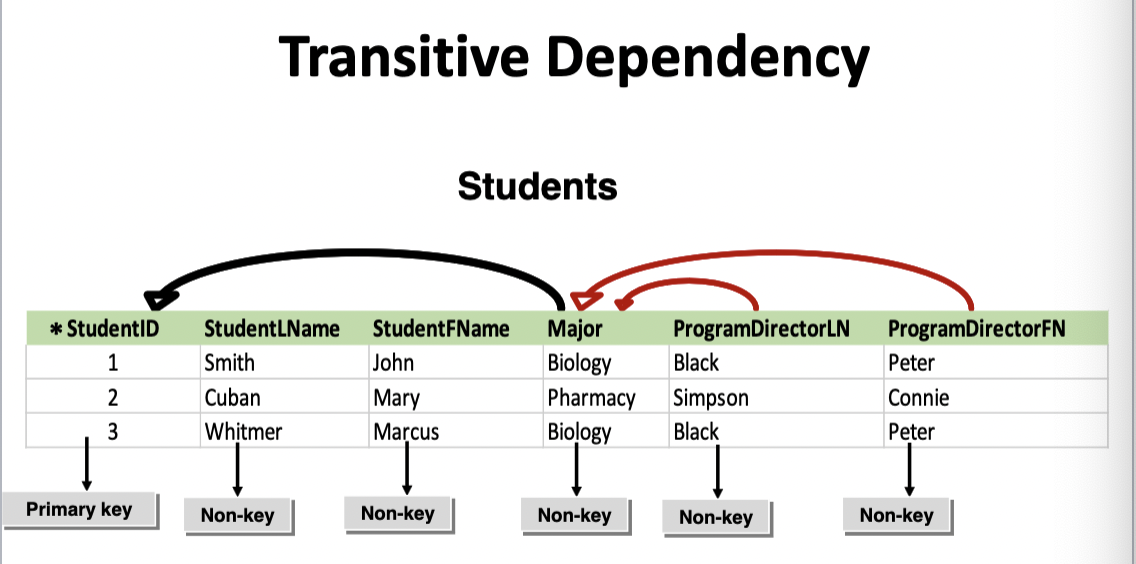 Transitive Dependency
Students
* StudentID StudentLName StudentFName Major ProgramDirectorLN ProgramDirectorFN
1 Smith John Biology Black Peter
2 Cuban Mary Pharmacy Simpson Connie
3 Whitmer Marcus Biology Black Peter
Primary key Non-key Non-key Non-key Non-key Non-key